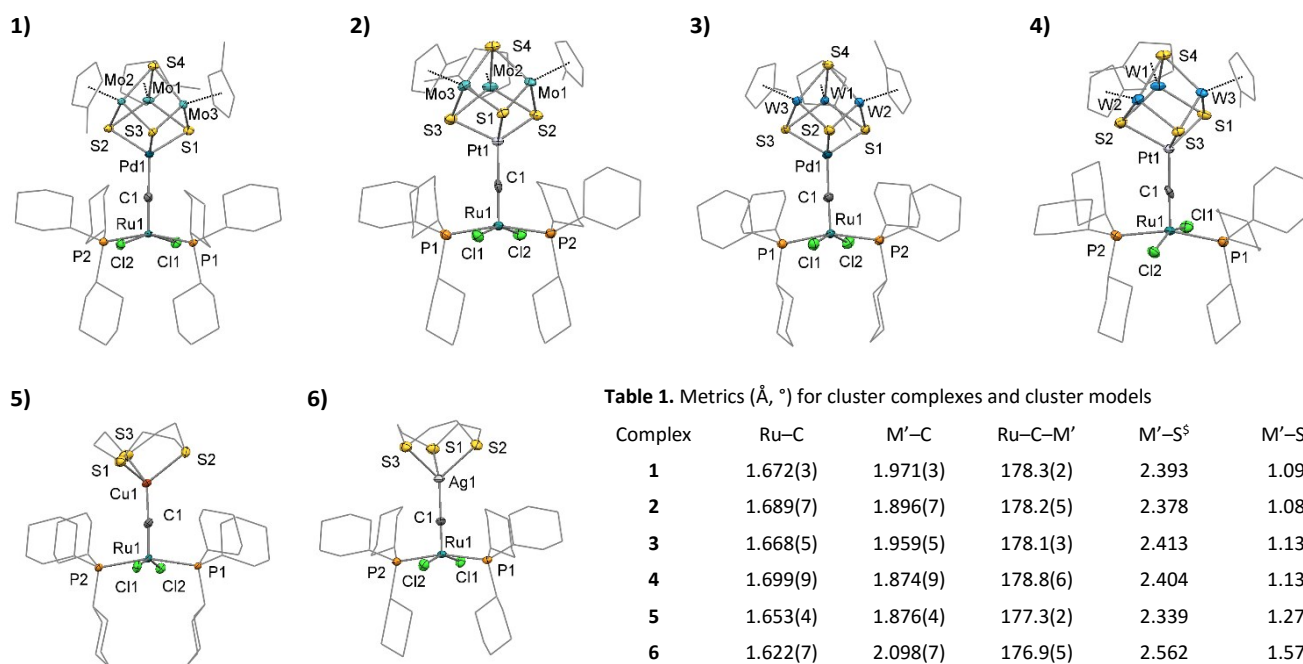 1)
S4
Mo2
Mo1
Mo3
S2
S3
S1
Pd1
C1
Ru1
P2
Cl2
Cl1
P1
2)
S4
Mo2
Mo3
Mo1
S3
S1
S2
Pt1
C1
Ru1
P1
Cl1
Cl2
P2
3)
S4
W3
W1
W2
S3
S2
S1
Pd1
C1
Ru1
P1
Cl1
Cl2
P2
4)
S4
W1
W2
W3
S2
S3
S1
Pt1
C1
Ru1
Cl1
P2
Cl2
P1
5)
S3
S1
S2
Cu1
C1
Ru1
P2
Cl1
Cl2
P1
6)
S3
S1
S2
Ag1
C1
Ru1
P2
Cl2
Cl1
P1
Table 1. Metrics (Å, °) for cluster complexes and cluster models
Complex Ru–C M'–C Ru–C–M' M'–S$ M'–S
1 1.672(3) 1.971(3) 178.3(2) 2.393 1.09
2 1.689(7) 1.896(7) 178.2(5) 2.378 1.08
3 1.668(5) 1.959(5) 178.1(3) 2.413 1.13
4 1.699(9) 1.874(9) 178.8(6) 2.404 1.13
5 1.653(4) 1.876(4) 177.3(2) 2.339 1.27
6 1.622(7) 2.098(7) 176.9(5) 2.562 1.57